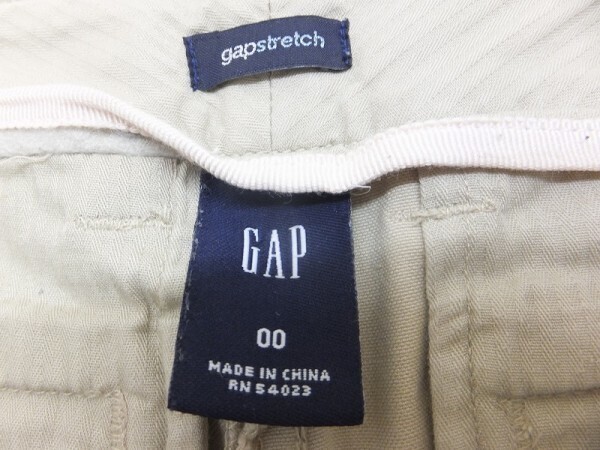 gapstretch
GAP
00
MADE IN CHINA
RN 54023